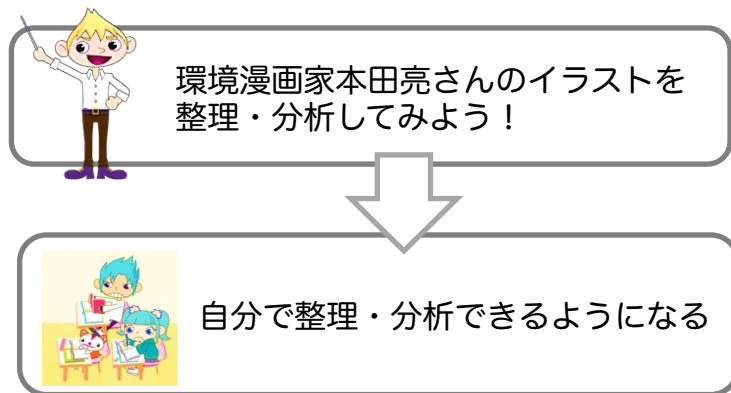 環境漫画家本田亮さんのイラストを
整理・分析してみよう！
自分で整理・分析できるようになる